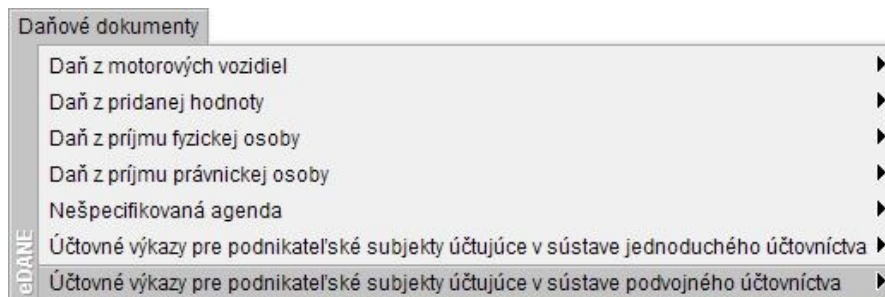 Daňové dokumenty
Daň z motorových vozidiel
Daň z pridanej hodnoty
Daň z príjmu fyzickej osoby
Daň z príjmu právnickej osoby
Nešpecifikovaná agenda
Účtovné výkazy pre podnikateľské subjekty účtujúce v sústave jednoduchého účtovníctva
Účtovné výkazy pre podnikateľské subjekty účtujúce v sústave podvojného účtovníctva
eDANE